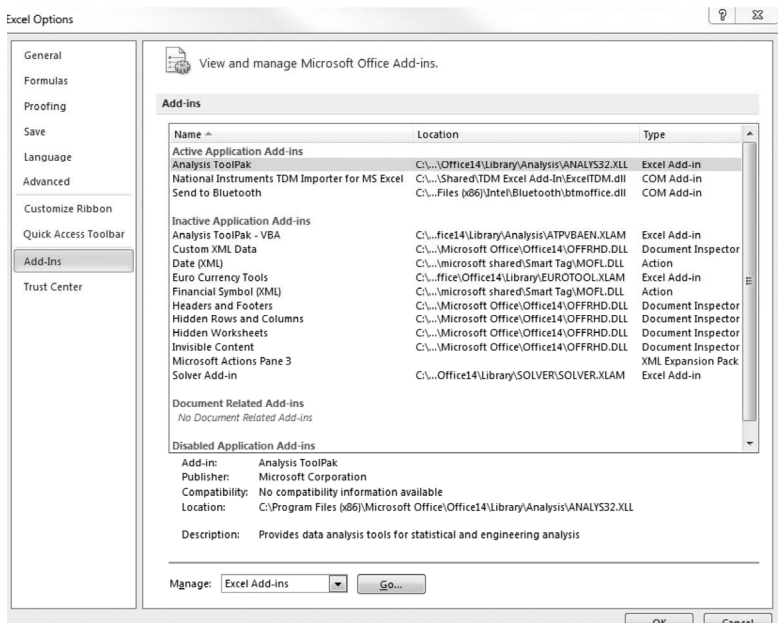 Excel Options
General
Formulas
Proofing
Save
Language
Advanced
Customize Ribbon
Quick Access Toolbar
Add-Ins
Trust Center
View and manage Microsoft Office Add-ins.
Add-ins
Name Location Type
Active Application Add-ins
Analysis ToolPak C:\...\Office14\Library\Analysis\ANALYS32.XLL Excel Add-in
National Instruments TDM Importer for MS Excel C:\...\Shared\TDM Excel Add-In\ExcelTDM.dll COM Add-in
Send to Bluetooth C:\...Files (x86)\Intel\Bluetooth\btmoffice.dll COM Add-in
Inactive Application Add-ins
Analysis ToolPak - VBA C:\...fice14\Library\Analysis\ATPVBAEN.XLAM Excel Add-in
Custom XML Data C:\...\Microsoft Office\Office14\OFFRHD.DLL Document Inspector
Date (XML) C:\...\microsoft shared\Smart Tag\MOFL.DLL Action
Euro Currency Tools C:\...ffice\Office14\Library\EUROTOOL.XLAM Excel Add-in
Financial Symbol (XML) C:\...\microsoft shared\Smart Tag\MOFL.DLL Action
Headers and Footers C:\...\Microsoft Office\Office14\OFFRHD.DLL Document Inspector
Hidden Rows and Columns C:\...\Microsoft Office\Office14\OFFRHD.DLL Document Inspector
Hidden Worksheets C:\...\Microsoft Office\Office14\OFFRHD.DLL Document Inspector
Invisible Content C:\...\Microsoft Office\Office14\OFFRHD.DLL Document Inspector
Microsoft Actions Pane 3 XML Expansion Pack
Solver Add-in C:\...Office14\Library\SOLVER\SOLVER.XLAM Excel Add-in
Document Related Add-ins
No Document Related Add-ins
Disabled Application Add-ins
Add-in: Analysis ToolPak
Publisher: Microsoft Corporation
Compatibility: No compatibility information available
Location: C:\Program Files (x86)\Microsoft Office\Office14\Library\Analysis\ANALYS32.XLL
Description: Provides data analysis tools for statistical and engineering analysis
Manage: Excel Add-ins Go...
OK Cancel